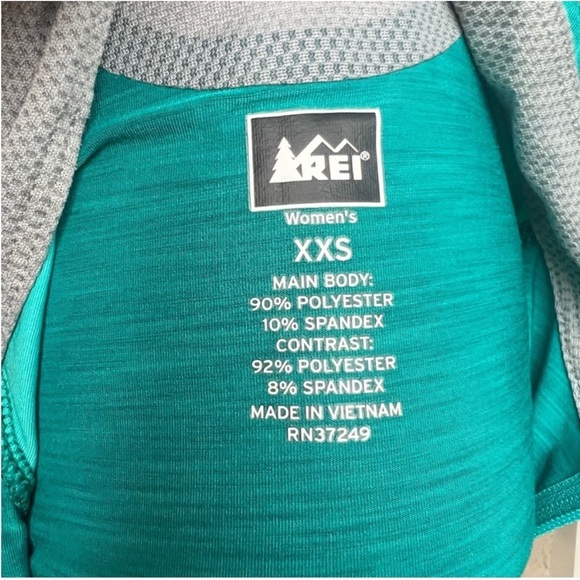 REI®
Women's
XXS
MAIN BODY:
90% POLYESTER
10% SPANDEX
CONTRAST:
92% POLYESTER
8% SPANDEX
MADE IN VIETNAM
RN37249